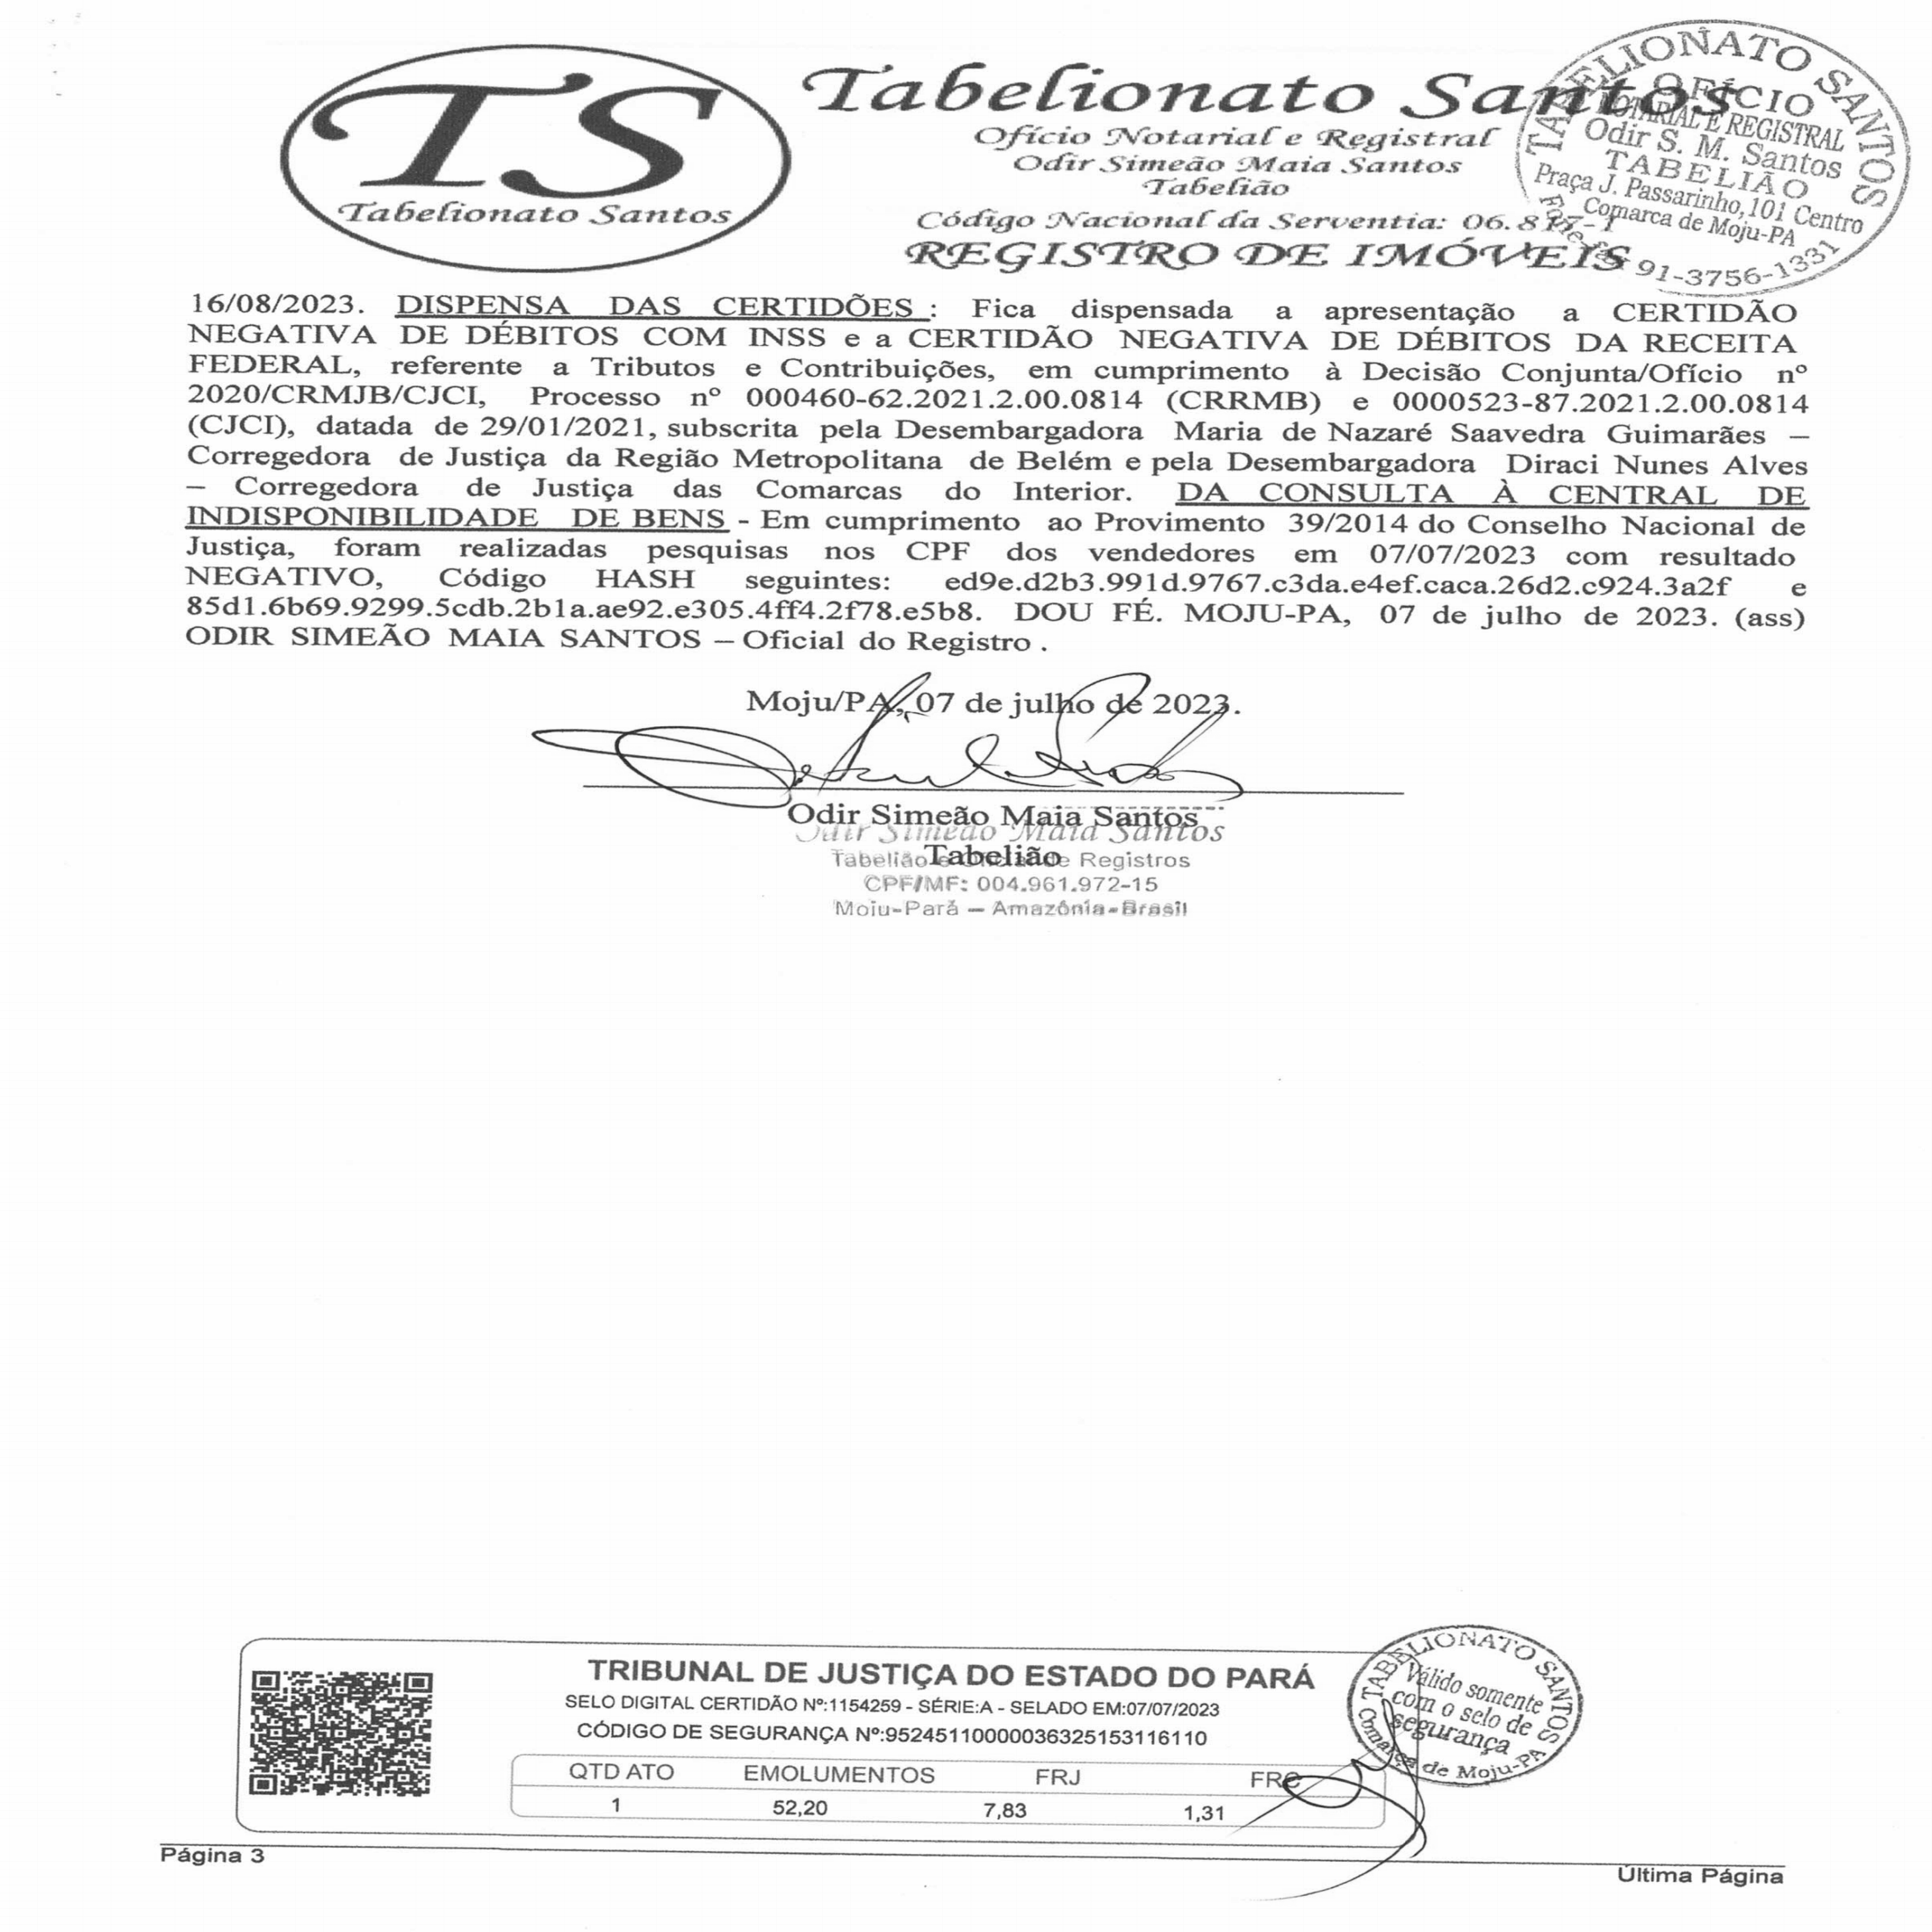 TS
Tabelionato Santos
Tabelionato Santos
Ofício Notarial e Registral
Odir Simeão Maia Santos
Tabelião
Código Nacional da Serventia: 06.817-1
REGISTRO DE IMÓVEIS
TABELIONATO SANTOS
OFÍCIO
NOTARIAL E REGISTRAL
Odir S. M. Santos
TABELIÃO
Praça J. Passarinho, 101 Centro
Comarca de Moju-PA
91-3756-1331
16/08/2023. DISPENSA DAS CERTIDÕES : Fica dispensada a apresentação a CERTIDÃO
NEGATIVA DE DÉBITOS COM INSS e a CERTIDÃO NEGATIVA DE DÉBITOS DA RECEITA
FEDERAL, referente a Tributos e Contribuições, em cumprimento à Decisão Conjunta/Ofício nº
2020/CRMJB/CJCI, Processo nº 000460-62.2021.2.00.0814 (CRRMB) e 0000523-87.2021.2.00.0814
(CJCI), datada de 29/01/2021, subscrita pela Desembargadora Maria de Nazaré Saavedra Guimarães –
Corregedora de Justiça da Região Metropolitana de Belém e pela Desembargadora Diraci Nunes Alves
– Corregedora de Justiça das Comarcas do Interior. DA CONSULTA À CENTRAL DE
INDISPONIBILIDADE DE BENS - Em cumprimento ao Provimento 39/2014 do Conselho Nacional de
Justiça, foram realizadas pesquisas nos CPF dos vendedores em 07/07/2023 com resultado
NEGATIVO, Código HASH seguintes: ed9e.d2b3.991d.9767.c3da.e4ef.caca.26d2.c924.3a2f e
85d1.6b69.9299.5cdb.2b1a.ae92.e305.4ff4.2f78.e5b8. DOU FÉ. MOJU-PA, 07 de julho de 2023. (ass)
ODIR SIMEÃO MAIA SANTOS – Oficial do Registro .
Moju/PA, 07 de julho de 2023.
Odir Simeão Maia Santos
Odir Simeão Maia Santos
Tabelião
Tabelião e Oficial de Registros
CPF/MF: 004.961.972-15
Moju-Pará – Amazônia-Brasil
TRIBUNAL DE JUSTIÇA DO ESTADO DO PARÁ
SELO DIGITAL CERTIDÃO Nº:1154259 - SÉRIE:A - SELADO EM:07/07/2023
CÓDIGO DE SEGURANÇA Nº:95245110000036325153116110
QTD ATO EMOLUMENTOS FRJ FRC
1 52,20 7,83 1,31
TABELIONATO SANTOS
Válido somente
com o selo de
segurança
Comarca de Moju-PA
Página 3
Última Página